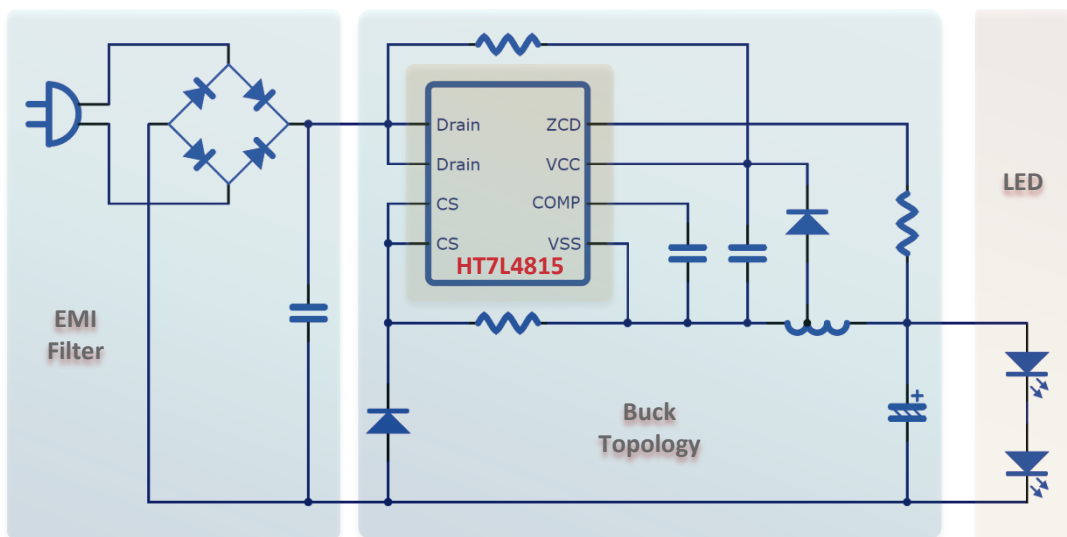 Drain
ZCD
Drain
VCC
CS
COMP
CS
VSS
HT7L4815
EMI
Filter
Buck
Topology
+
LED